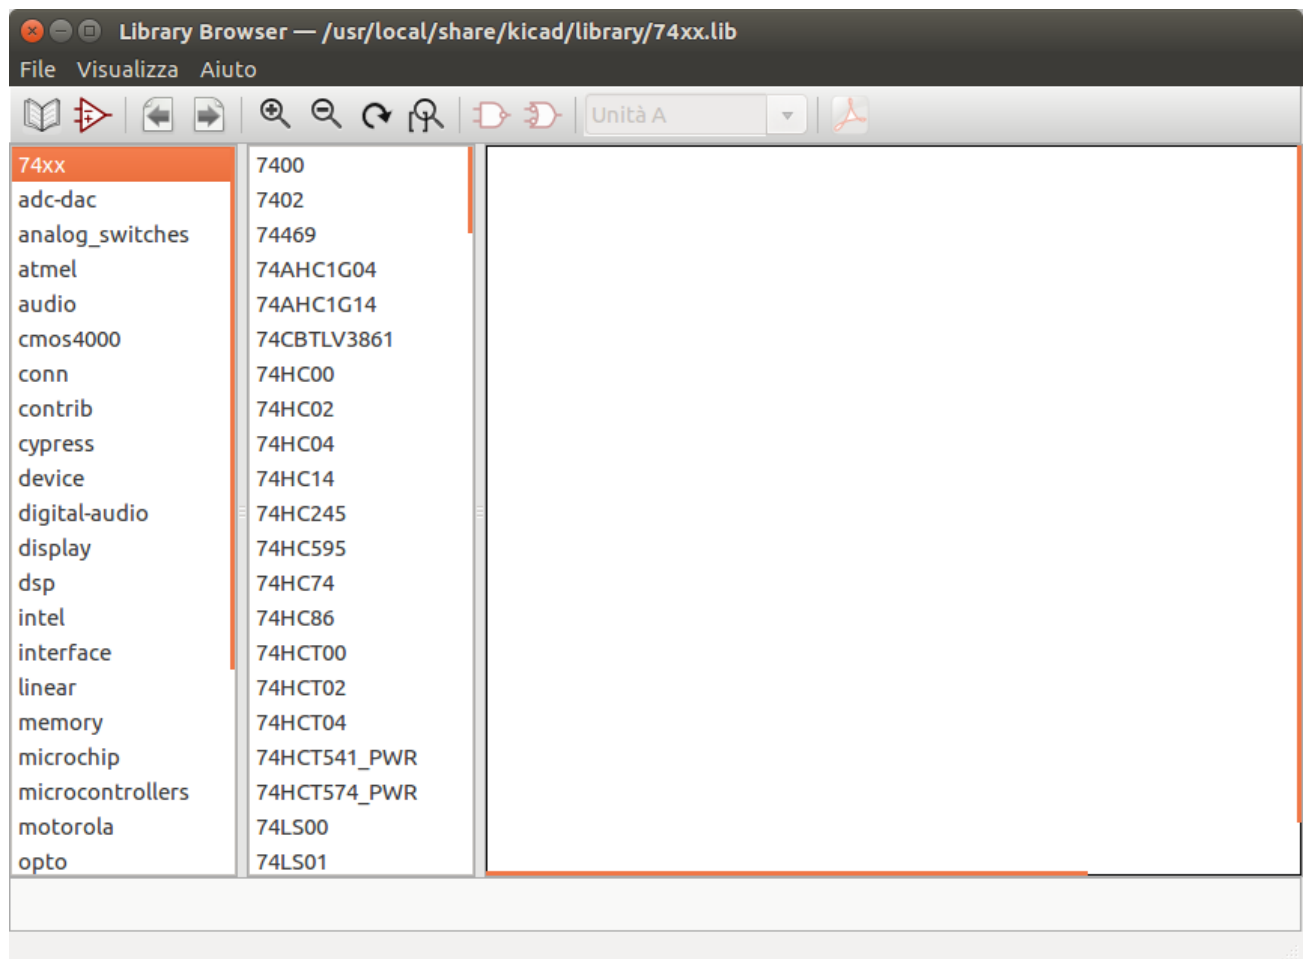 Library Browser — /usr/local/share/kicad/library/74xx.lib
File Visualizza Aiuto
Unità A
74xx
adc-dac
analog_switches
atmel
audio
cmos4000
conn
contrib
cypress
device
digital-audio
display
dsp
intel
interface
linear
memory
microchip
microcontrollers
motorola
opto
7400
7402
74469
74AHC1G04
74AHC1G14
74CBTLV3861
74HC00
74HC02
74HC04
74HC14
74HC245
74HC595
74HC74
74HC86
74HCT00
74HCT02
74HCT04
74HCT541_PWR
74HCT574_PWR
74LS00
74LS01